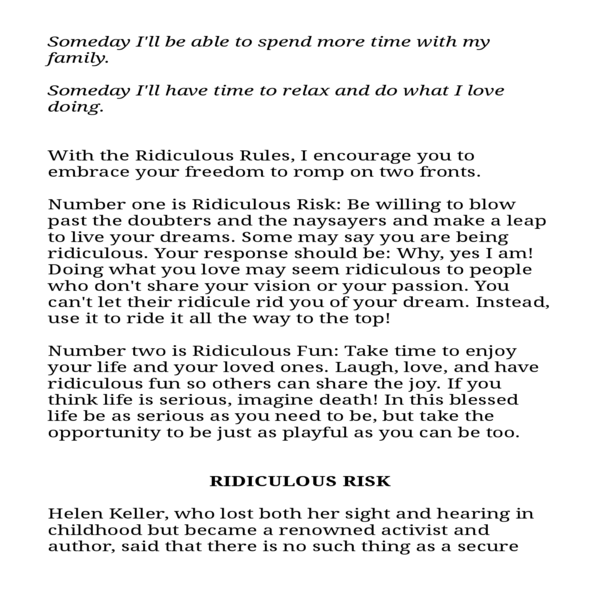 Someday I'll be able to spend more time with my
family.
Someday I'll have time to relax and do what I love
doing.
With the Ridiculous Rules, I encourage you to
embrace your freedom to romp on two fronts.
Number one is Ridiculous Risk: Be willing to blow
past the doubters and the naysayers and make a leap
to live your dreams. Some may say you are being
ridiculous. Your response should be: Why, yes I am!
Doing what you love may seem ridiculous to people
who don't share your vision or your passion. You
can't let their ridicule rid you of your dream. Instead,
use it to ride it all the way to the top!
Number two is Ridiculous Fun: Take time to enjoy
your life and your loved ones. Laugh, love, and have
ridiculous fun so others can share the joy. If you
think life is serious, imagine death! In this blessed
life be as serious as you need to be, but take the
opportunity to be just as playful as you can be too.
RIDICULOUS RISK
Helen Keller, who lost both her sight and hearing in
childhood but became a renowned activist and
author, said that there is no such thing as a secure